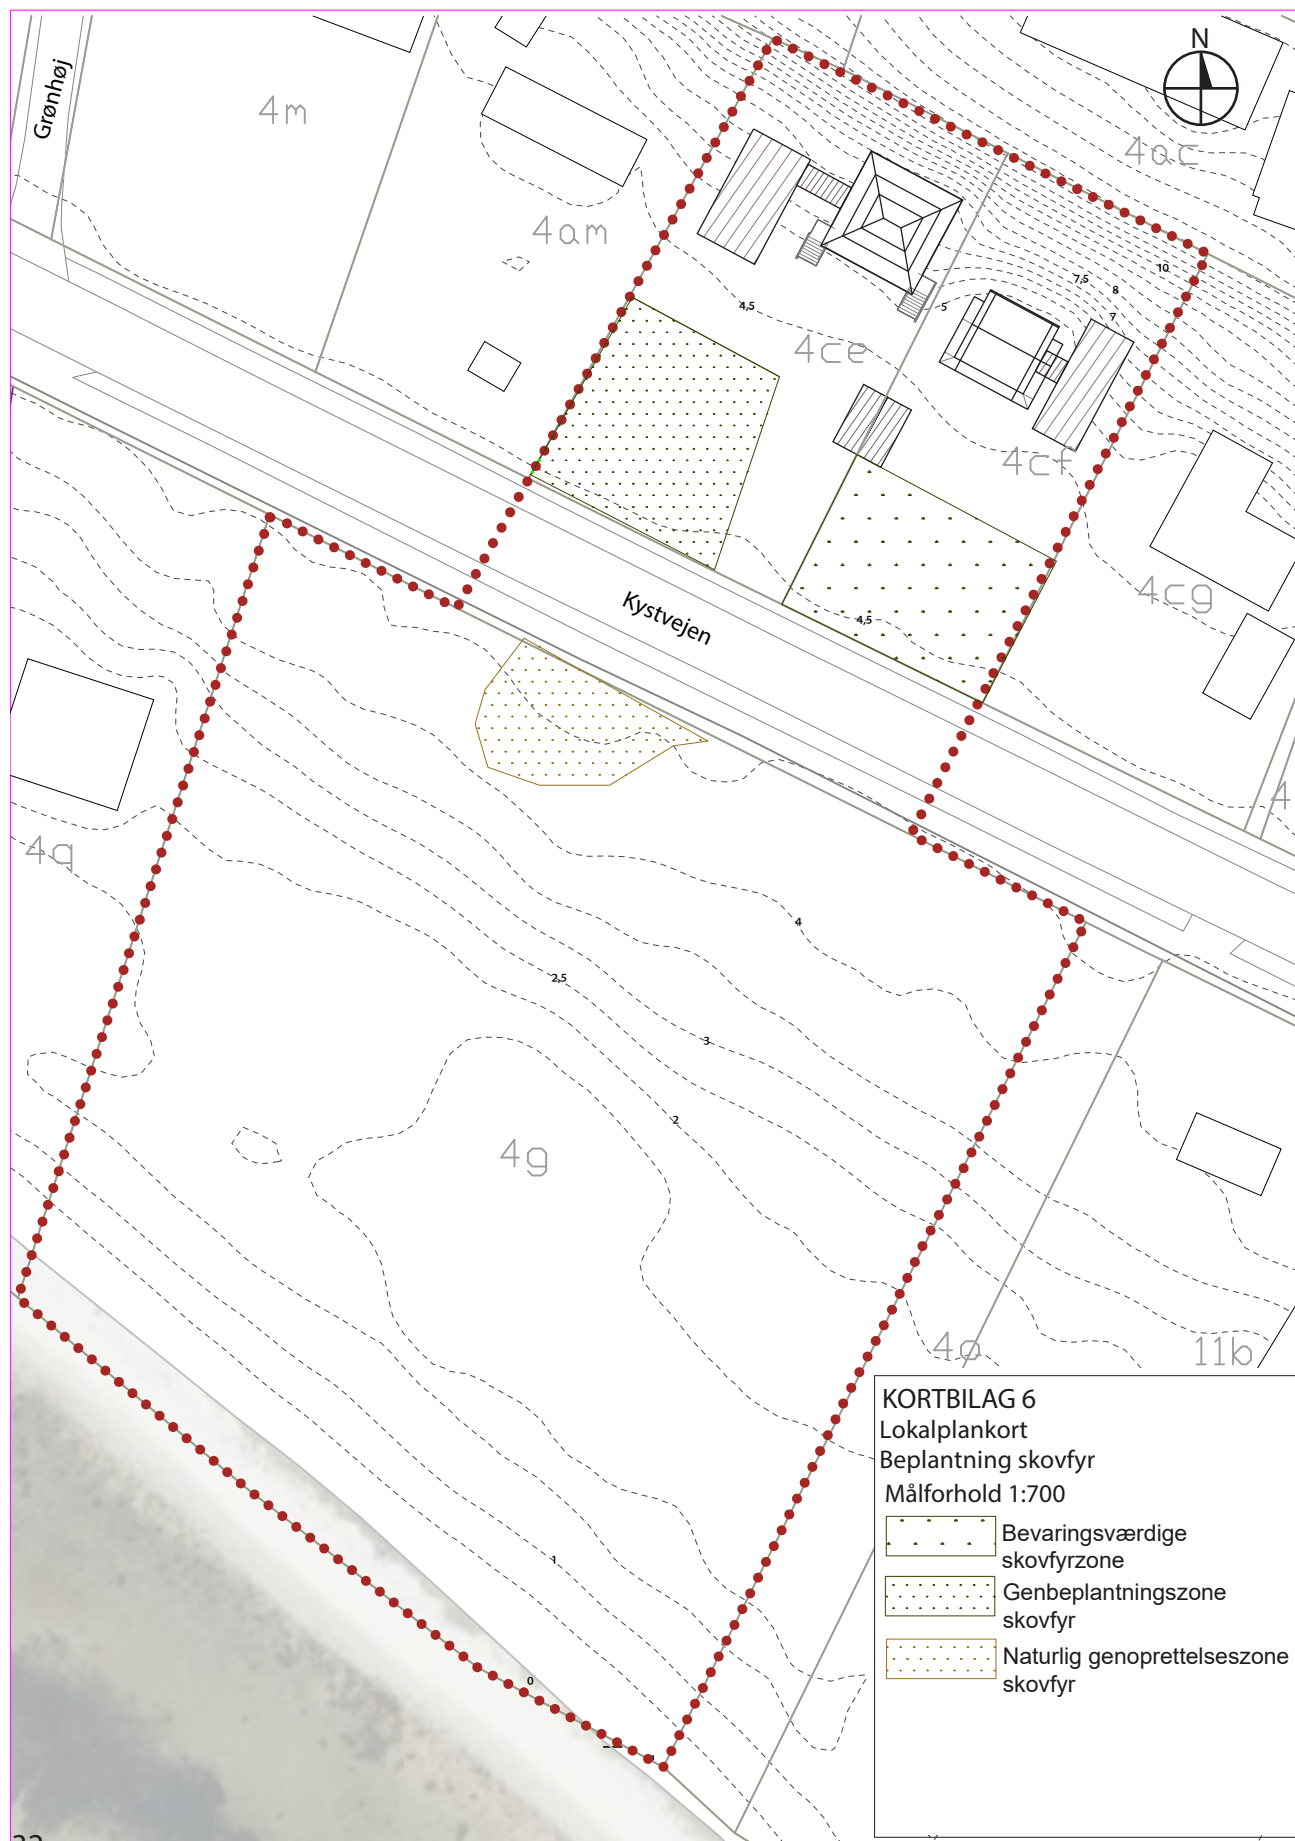 N
Grønhøj
4m
4ac
4am
10
7,5
8
7
4,5
5
4ce
4cf
4cg
Kystvejen
4,5
4
4q
4
2,5
3
2
4g
4o
11b
1
0
KORTBILAG 6
Lokalplankort
Beplantning skovfyr
Målforhold 1:700
Bevaringsværdige
skovfyrzone
Genbeplantningszone
skovfyr
Naturlig genoprettelseszone
skovfyr